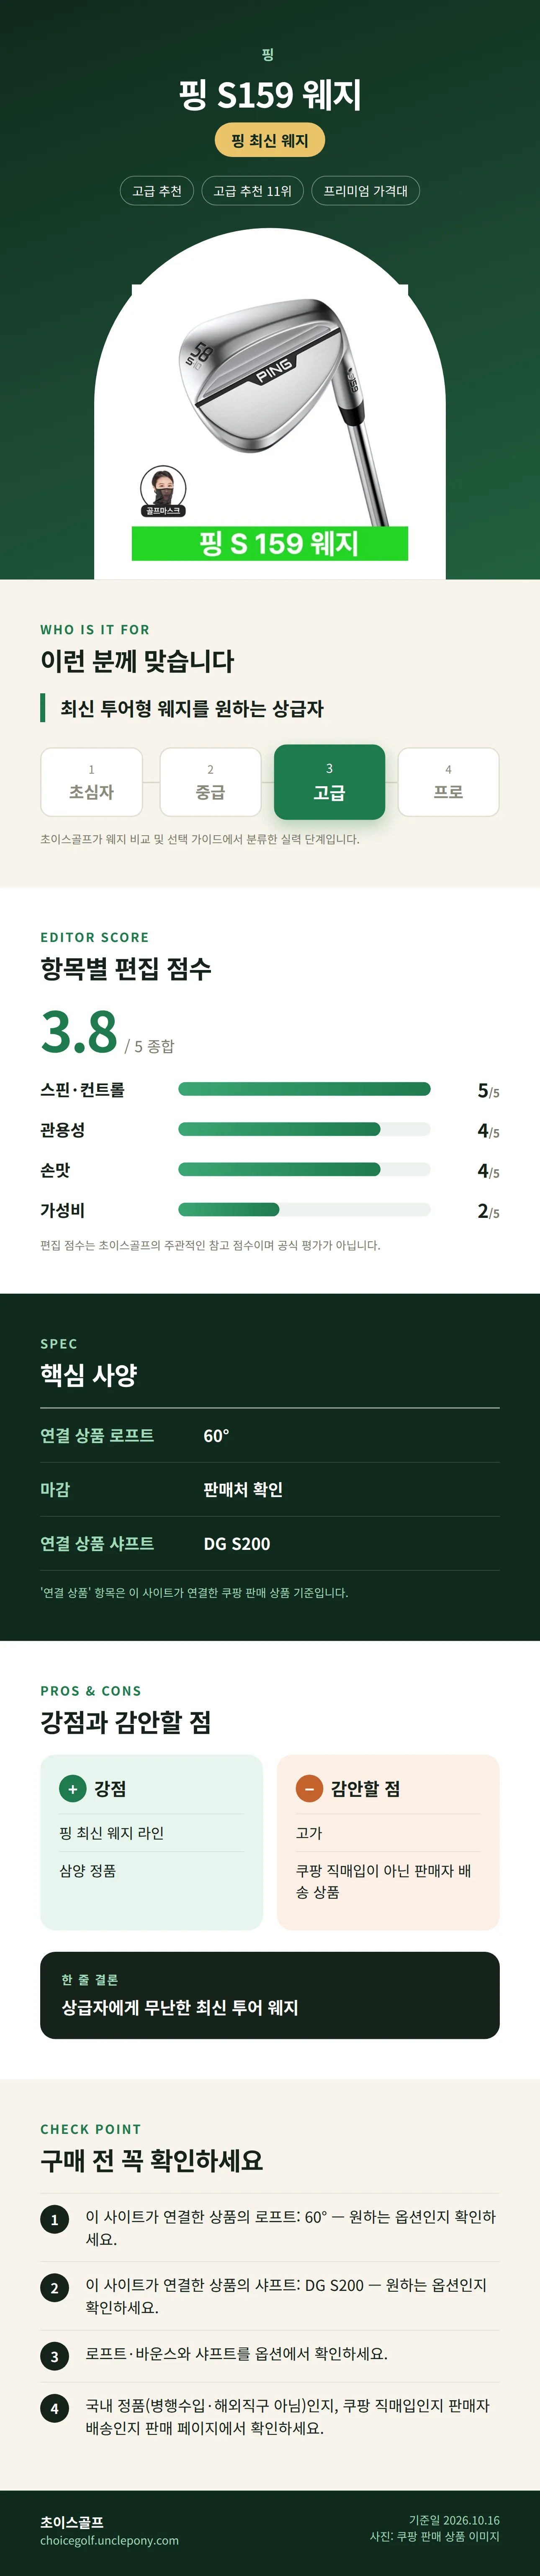 핑
핑 S159 웨지
핑 최신 웨지
고급 추천
고급 추천 11위
프리미엄 가격대
58
S
PING
S159
골프마스크
핑 S 159 웨지
WHO IS IT FOR
이런 분께 맞습니다
최신 투어형 웨지를 원하는 상급자
1
초심자
2
중급
3
고급
4
프로
초이스골프가 웨지 비교 및 선택 가이드에서 분류한 실력 단계입니다.
EDITOR SCORE
항목별 편집 점수
3.8 / 5 종합
스핀·컨트롤 5/5
관용성 4/5
손맛 4/5
가성비 2/5
편집 점수는 초이스골프의 주관적인 참고 점수이며 공식 평가가 아닙니다.
SPEC
핵심 사양
연결 상품 로프트 60°
마감 판매처 확인
연결 상품 샤프트 DG S200
'연결 상품' 항목은 이 사이트가 연결한 쿠팡 판매 상품 기준입니다.
PROS & CONS
강점과 감안할 점
+ 강점
핑 최신 웨지 라인
삼양 정품
− 감안할 점
고가
쿠팡 직매입이 아닌 판매자 배
송 상품
한 줄 결론
상급자에게 무난한 최신 투어 웨지
CHECK POINT
구매 전 꼭 확인하세요
1 이 사이트가 연결한 상품의 로프트: 60° — 원하는 옵션인지 확인하
세요.
2 이 사이트가 연결한 상품의 샤프트: DG S200 — 원하는 옵션인지
확인하세요.
3 로프트·바운스와 샤프트를 옵션에서 확인하세요.
4 국내 정품(병행수입·해외직구 아님)인지, 쿠팡 직매입인지 판매자
배송인지 판매 페이지에서 확인하세요.
초이스골프
choicegolf.unclepony.com
기준일 2026.10.16
사진: 쿠팡 판매 상품 이미지